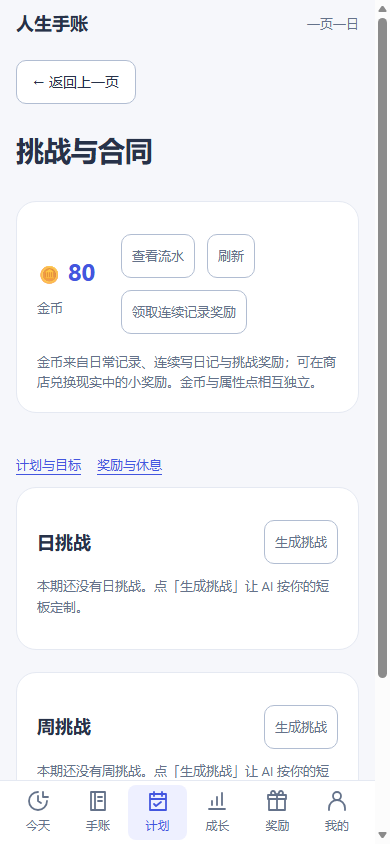 人生手账
一页一日
← 返回上一页
挑战与合同
80
金币
查看流水
刷新
领取连续记录奖励
金币来自日常记录、连续写日记与挑战奖励；可在商
店兑换现实中的小奖励。金币与属性点相互独立。
计划与目标 奖励与休息
日挑战
生成挑战
本期还没有日挑战。点「生成挑战」让 AI 按你的短
板定制。
周挑战
生成挑战
本期还没有周挑战。点「生成挑战」让 AI 按你的短
今天 手账 计划 成长 奖励 我的